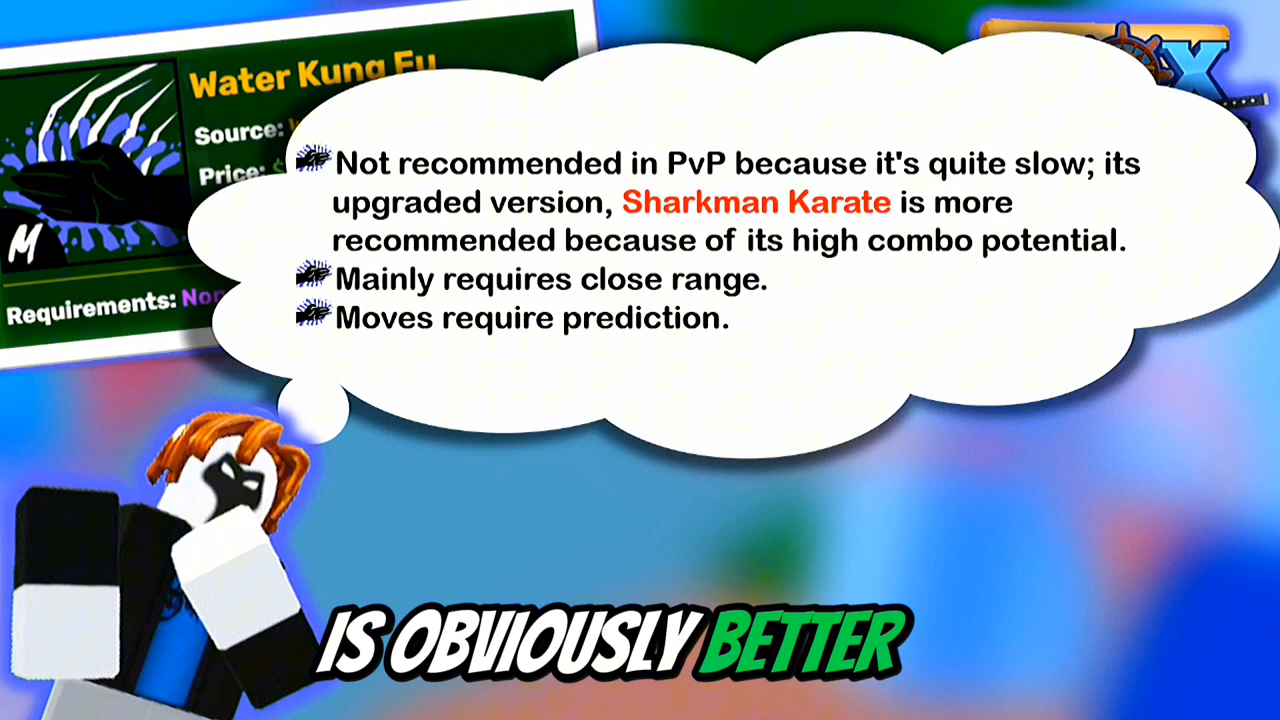 Water Kung Fu
Source:
Price: $
Not recommended in PvP because it's quite slow; its
upgraded version, Sharkman Karate is more
recommended because of its high combo potential.
Mainly requires close range.
Moves require prediction.
M
Requirements: Non
X
IS OBVIOUSLY BETTER